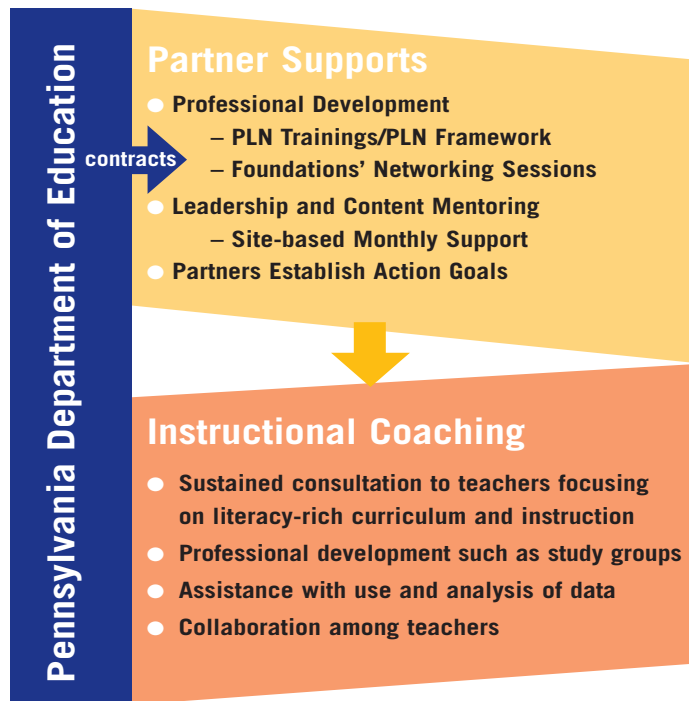 Pennsylvania Department of Education
contracts
Partner Supports
● Professional Development
– PLN Trainings/PLN Framework
– Foundations’ Networking Sessions
● Leadership and Content Mentoring
– Site-based Monthly Support
● Partners Establish Action Goals
Instructional Coaching
● Sustained consultation to teachers focusing
on literacy-rich curriculum and instruction
● Professional development such as study groups
● Assistance with use and analysis of data
● Collaboration among teachers